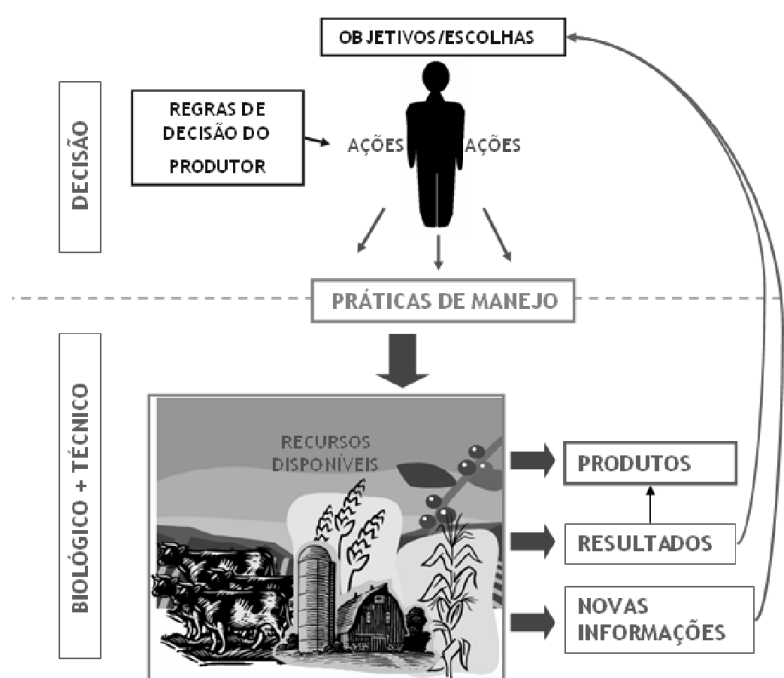 OBJETIVOS/ESCOLHAS
DECISÃO
REGRAS DE
DECISÃO DO
PRODUTOR
AÇÕES
AÇÕES
PRÁTICAS DE MANEJO
BIOLÓGICO + TÉCNICO
RECURSOS
DISPONÍVEIS
PRODUTOS
RESULTADOS
NOVAS
INFORMAÇÕES